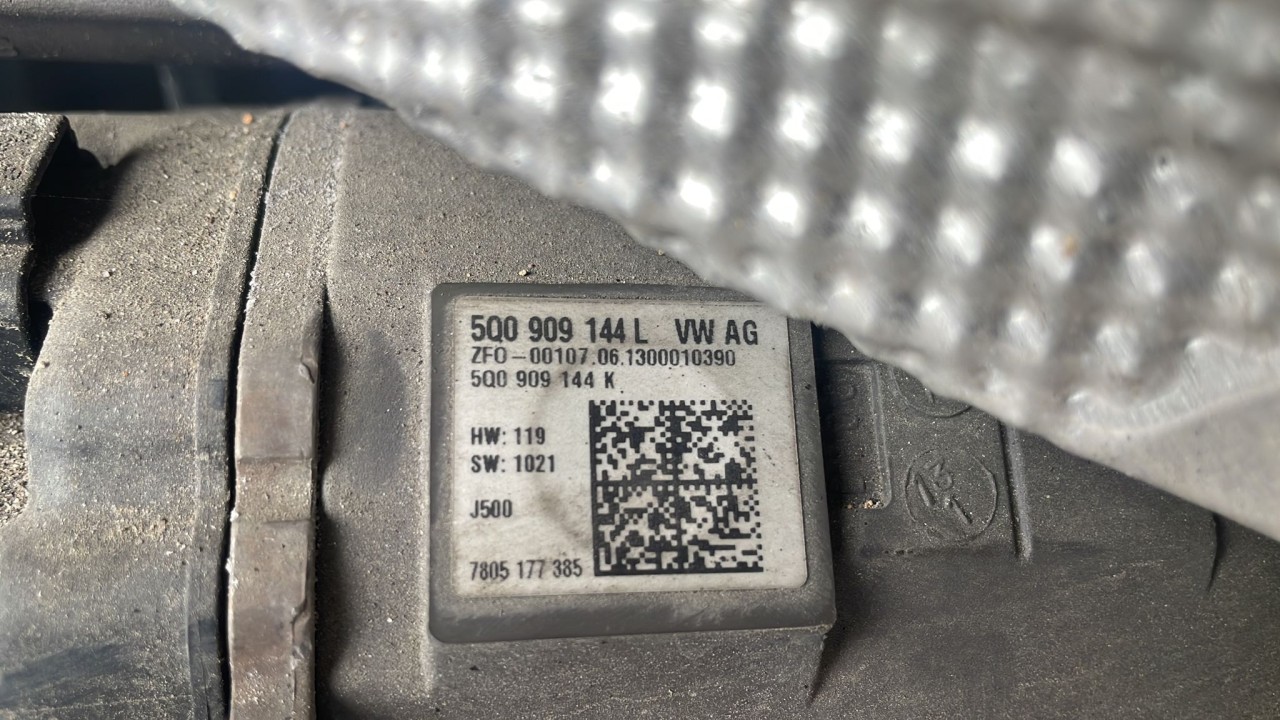 5Q0 909 144 L VW AG
ZFO-00107.06.1300010390
5Q0 909 144 K
HW: 119
SW: 1021
J500
7805 177 385
13